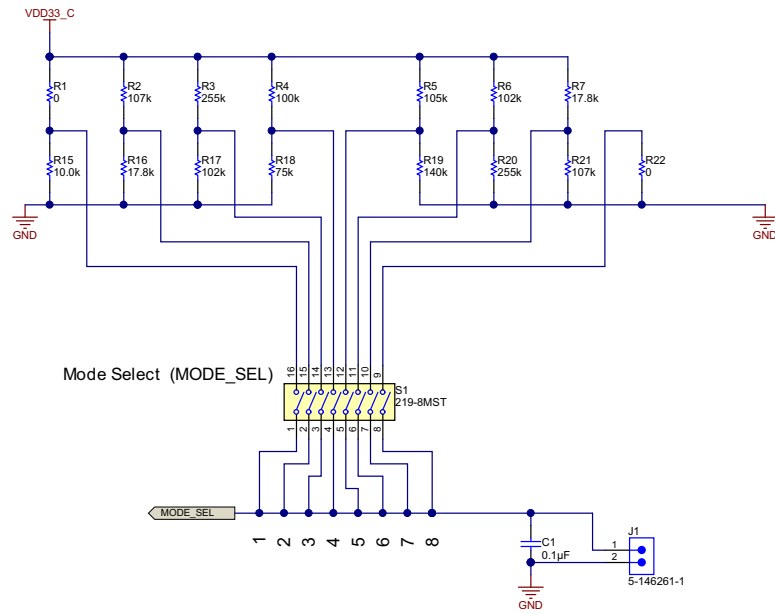 VDD33_C
R1
0
R2
107k
R3
255k
R4
100k
R5
105k
R6
102k
R7
17.8k
R15
10.0k
R16
17.8k
R17
102k
R18
75k
R19
140k
R20
255k
R21
107k
R22
0
GND
GND
16
15
14
13
12
11
10
9
Mode Select (MODE_SEL)
S1
219-8MST
1
2
3
4
5
6
7
8
MODE_SEL
1
2
3
4
5
6
7
8
C1
0.1µF
J1
1
2
5-146261-1
GND